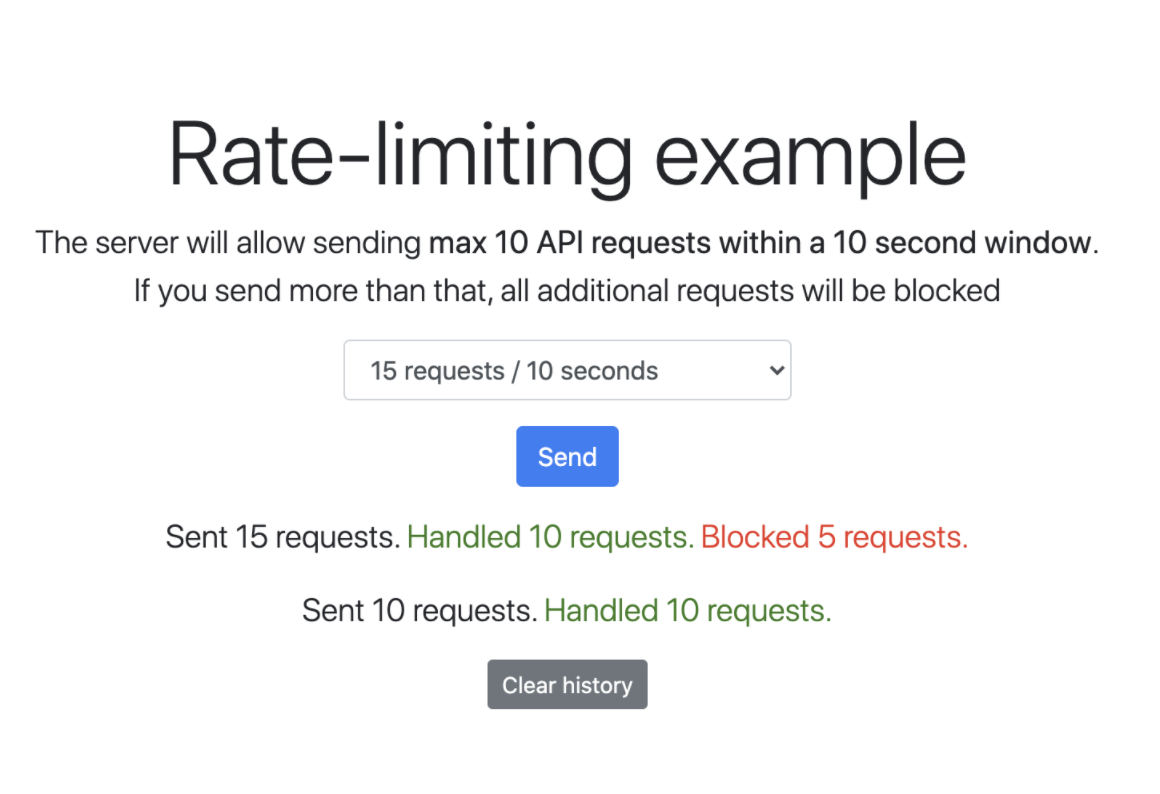 Rate-limiting example
The server will allow sending max 10 API requests within a 10 second window.
If you send more than that, all additional requests will be blocked
15 requests / 10 seconds
Send
Sent 15 requests. Handled 10 requests. Blocked 5 requests.
Sent 10 requests. Handled 10 requests.
Clear history